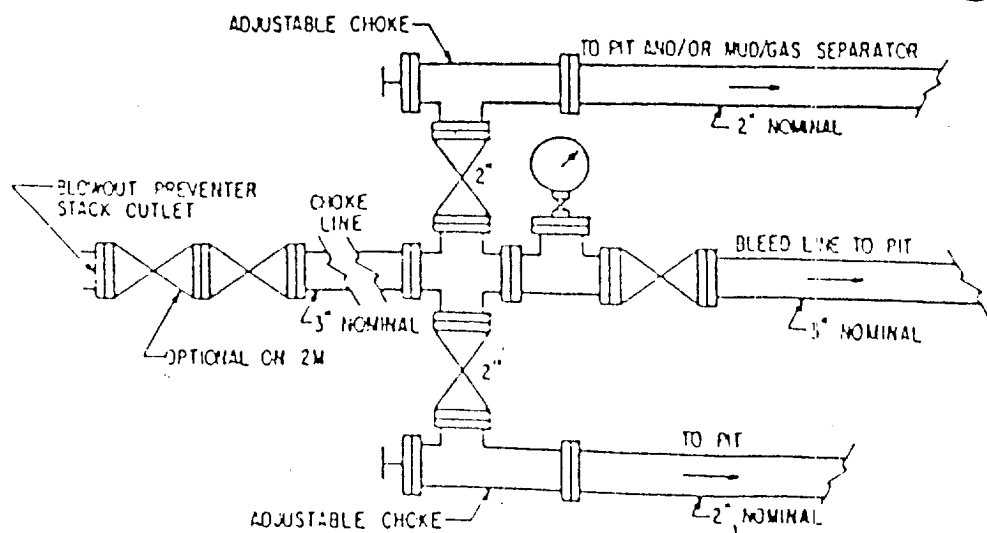 ADJUSTABLE CHOKE
TO PIT AND/OR MUD/GAS SEPARATOR
2" NOMINAL
2"
BLOWOUT PREVENTER
STACK OUTLET
CHOKE
LINE
BLEED LINE TO PIT
3" NOMINAL
NOMINAL
OPTIONAL ON 2M
2"
TO PIT
ADJUSTABLE CHOKE
2" NOMINAL